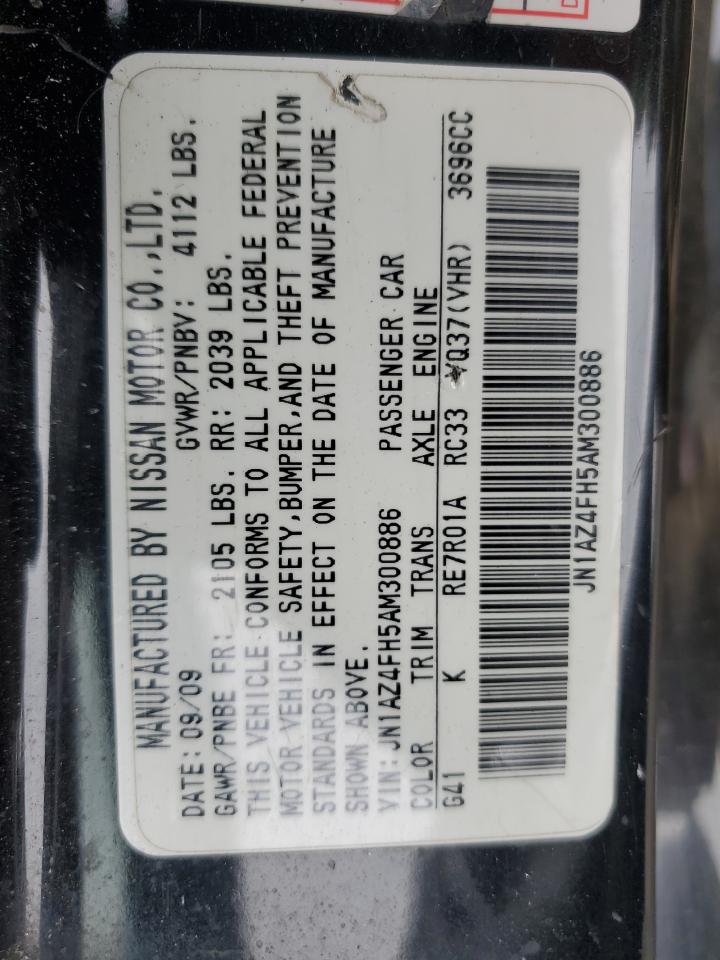 MANUFACTURED BY NISSAN MOTOR CO.,LTD.
DATE: 09/09 GVWR/PNBV: 4112 LBS.
GAWR/PNBE FR: 2105 LBS. RR: 2039 LBS.
THIS VEHICLE CONFORMS TO ALL APPLICABLE FEDERAL
MOTOR VEHICLE SAFETY,BUMPER,AND THEFT PREVENTION
STANDARDS IN EFFECT ON THE DATE OF MANUFACTURE
SHOWN ABOVE.
VIN:JN1AZ4FH5AM300886 PASSENGER CAR
COLOR TRIM TRANS AXLE ENGINE
G41 K RE7R01A RC33 VQ37(VHR) 3696CC
JN1AZ4FH5AM300886